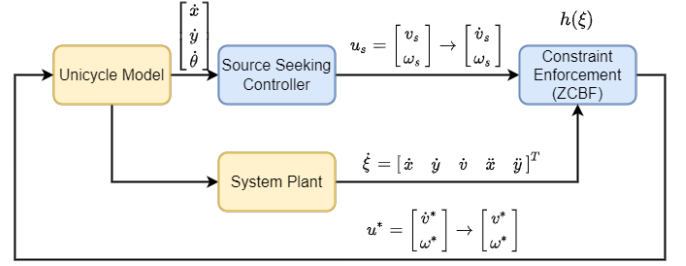 [ẋ ẏ θ̇]
h(ξ)
u_s = [v_s ω_s] → [v̇_s ω_s]
Unicycle Model
Source Seeking
Controller
Constraint
Enforcement
(ZCBF)
System Plant
ξ̇ = [ẋ ẏ v̇ ẍ ÿ]^T
u* = [v̇* ω*] → [v* ω*]